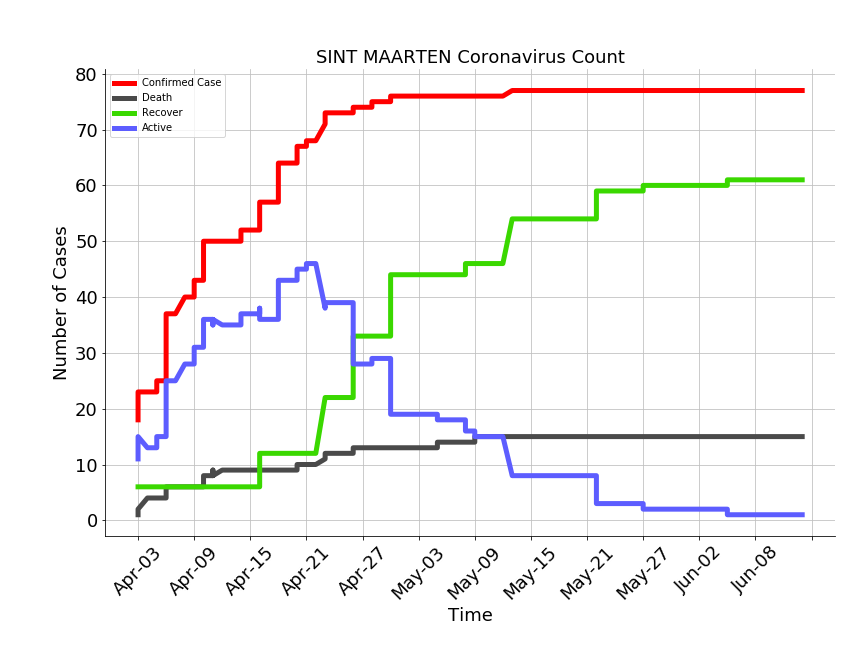 SINT MAARTEN Coronavirus Count
Confirmed Case
Death
Recover
Active
Number of Cases
80
70
60
50
40
30
20
10
0
Apr-03
Apr-09
Apr-15
Apr-21
Apr-27
May-03
May-09
May-15
May-21
May-27
Jun-02
Jun-08
Time